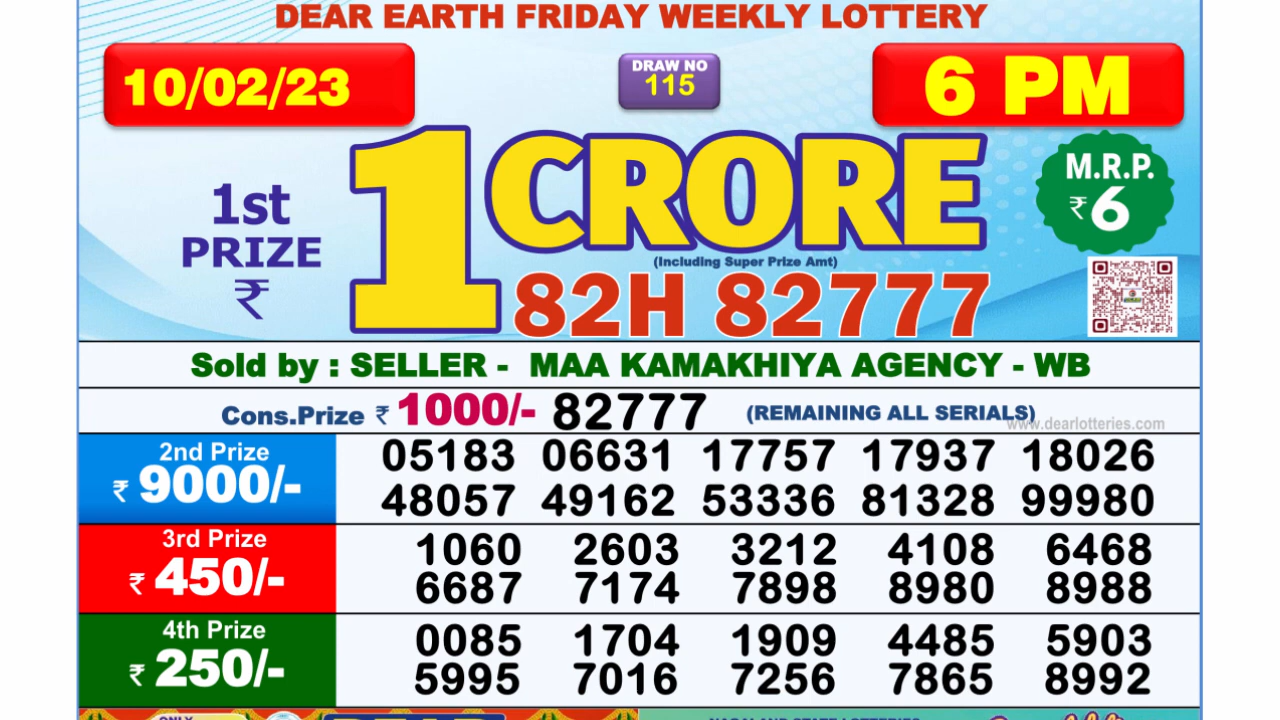 DEAR EARTH FRIDAY WEEKLY LOTTERY
10/02/23
DRAW NO
115
6 PM
1st
PRIZE
₹
1 CRORE
(Including Super Prize Amt)
82H 82777
M.R.P.
₹6
Sold by : SELLER - MAA KAMAKHIYA AGENCY - WB
Cons.Prize ₹ 1000/- 82777 (REMAINING ALL SERIALS)
www.dearlotteries.com
2nd Prize
₹ 9000/-
05183 06631 17757 17937 18026
48057 49162 53336 81328 99980
3rd Prize
₹ 450/-
1060 2603 3212 4108 6468
6687 7174 7898 8980 8988
4th Prize
₹ 250/-
0085 1704 1909 4485 5903
5995 7016 7256 7865 8992